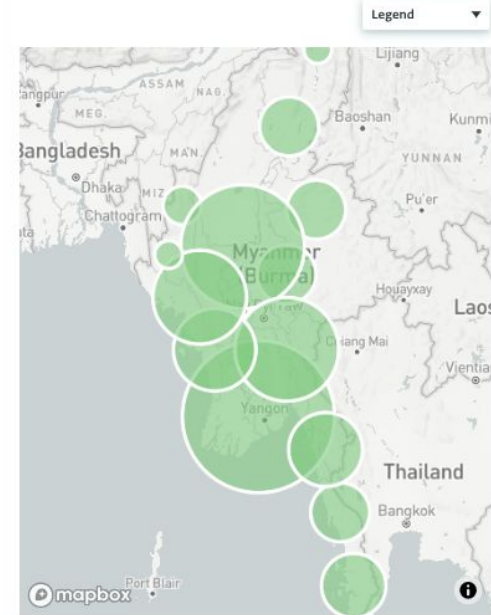 Legend
Lijiang
ASSAM
NAG.
Rangpur
MEG.
Baoshan
Kunmi
Bangladesh
MAN.
YUNNAN
Dhaka
MIZ
Pu'er
Chattogram
Myanmar
(Burma)
Houayxay
Laos
Chiang Mai
Vientia
Yangon
Thailand
Bangkok
Port Blair
mapbox